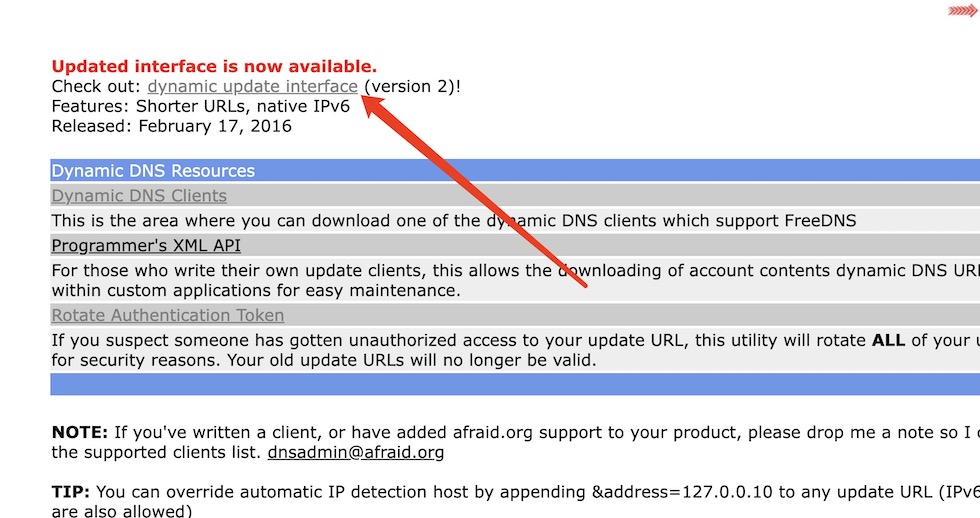 Updated interface is now available.
Check out: dynamic update interface (version 2)!
Features: Shorter URLs, native IPv6
Released: February 17, 2016
Dynamic DNS Resources
Dynamic DNS Clients
This is the area where you can download one of the dynamic DNS clients which support FreeDNS
Programmer's XML API
For those who write their own update clients, this allows the downloading of account contents dynamic DNS URL
within custom applications for easy maintenance.
Rotate Authentication Token
If you suspect someone has gotten unauthorized access to your update URL, this utility will rotate ALL of your
for security reasons. Your old update URLs will no longer be valid.
NOTE: If you've written a client, or have added afraid.org support to your product, please drop me a note so I
the supported clients list. dnsadmin@afraid.org
TIP: You can override automatic IP detection host by appending &address=127.0.0.10 to any update URL (IPv6
are also allowed)